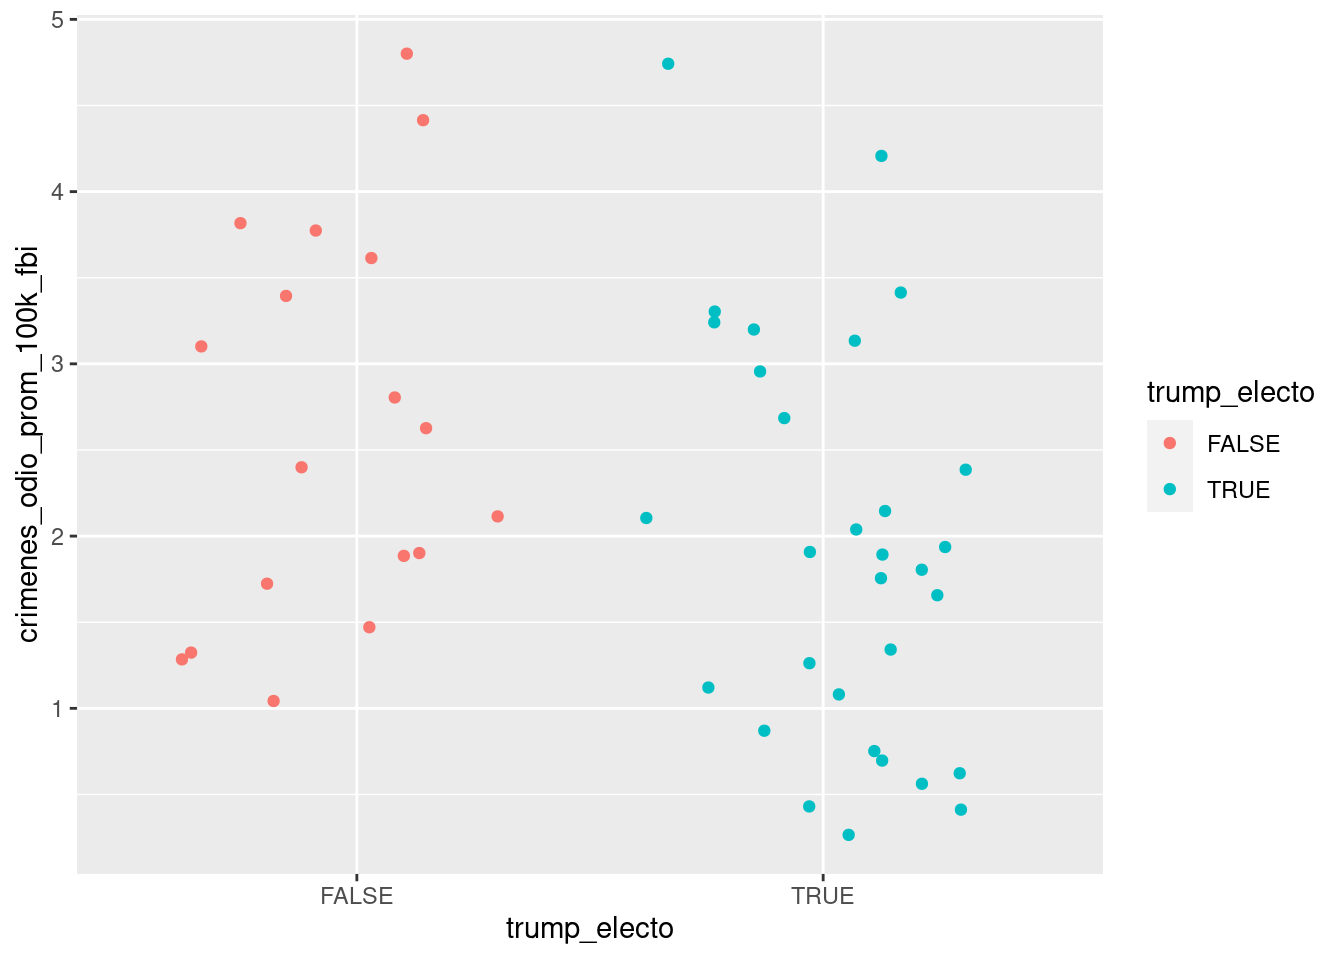 crimenes_odio_prom_100k_fbi
5
4
3
2
1
FALSE
TRUE
trump_electo
trump_electo
FALSE
TRUE